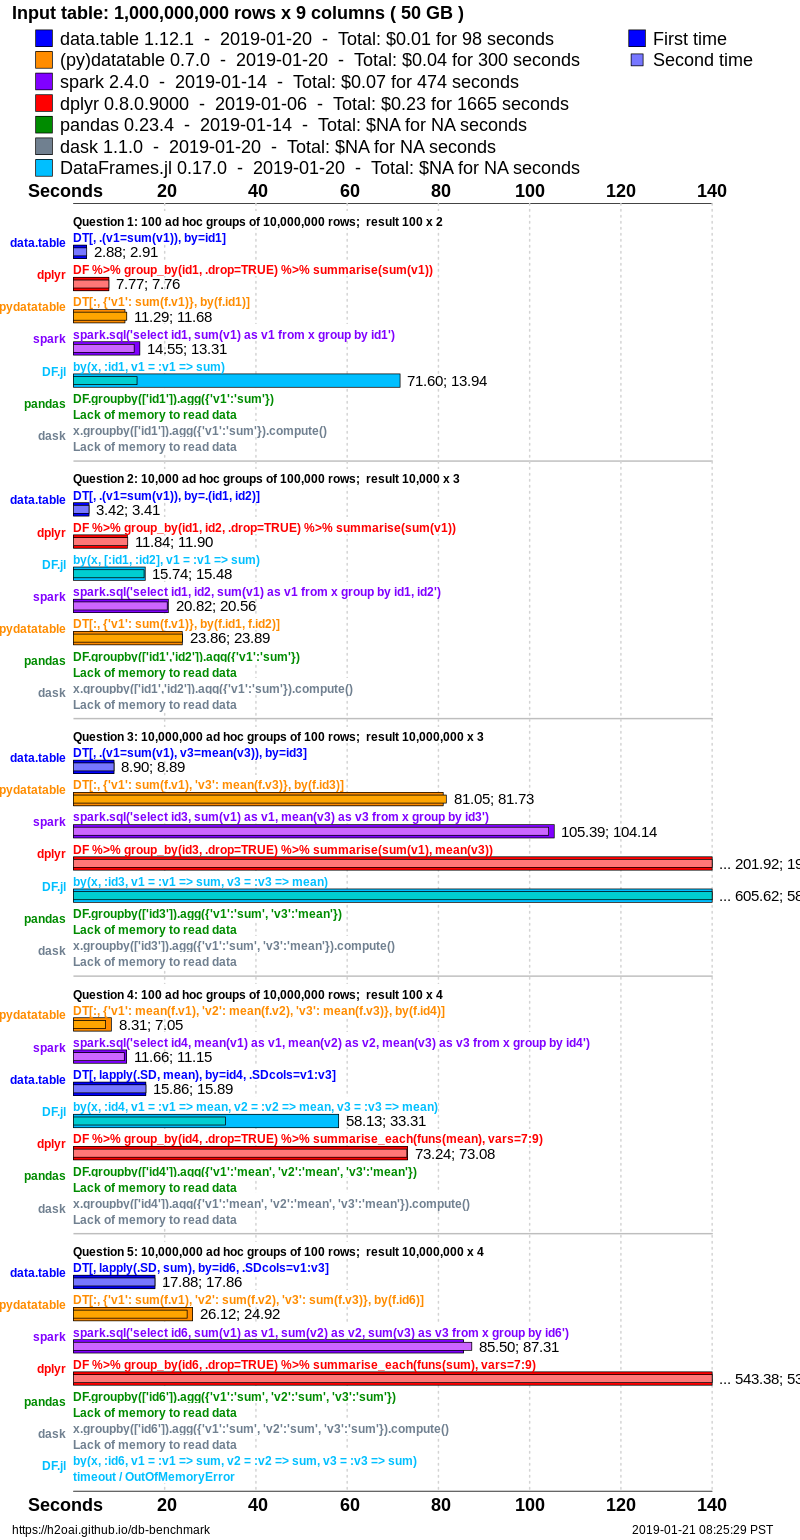 Input table: 1,000,000,000 rows x 9 columns ( 50 GB )
data.table 1.12.1 - 2019-01-20 - Total: $0.01 for 98 seconds
First time
(py)datatable 0.7.0 - 2019-01-20 - Total: $0.04 for 300 seconds
Second time
spark 2.4.0 - 2019-01-14 - Total: $0.07 for 474 seconds
dplyr 0.8.0.9000 - 2019-01-06 - Total: $0.23 for 1665 seconds
pandas 0.23.4 - 2019-01-14 - Total: $NA for NA seconds
dask 1.1.0 - 2019-01-20 - Total: $NA for NA seconds
DataFrames.jl 0.17.0 - 2019-01-20 - Total: $NA for NA seconds
Seconds 20 40 60 80 100 120 140
Question 1: 100 ad hoc groups of 10,000,000 rows; result 100 x 2
data.table DT[, .(v1=sum(v1)), by=id1]
2.88; 2.91
dplyr DF %>% group_by(id1, .drop=TRUE) %>% summarise(sum(v1))
7.77; 7.76
pydatatable DT[:, {'v1': sum(f.v1)}, by(f.id1)]
11.29; 11.68
spark spark.sql('select id1, sum(v1) as v1 from x group by id1')
14.55; 13.31
DF.jl by(x, :id1, v1 = :v1 => sum)
71.60; 13.94
pandas DF.groupby(['id1']).agg({'v1':'sum'})
Lack of memory to read data
dask x.groupby(['id1']).agg({'v1':'sum'}).compute()
Lack of memory to read data
Question 2: 10,000 ad hoc groups of 100,000 rows; result 10,000 x 3
data.table DT[, .(v1=sum(v1)), by=.(id1, id2)]
3.42; 3.41
dplyr DF %>% group_by(id1, id2, .drop=TRUE) %>% summarise(sum(v1))
11.84; 11.90
DF.jl by(x, [:id1, :id2], v1 = :v1 => sum)
15.74; 15.48
spark spark.sql('select id1, id2, sum(v1) as v1 from x group by id1, id2')
20.82; 20.56
pydatatable DT[:, {'v1': sum(f.v1)}, by(f.id1, f.id2)]
23.86; 23.89
pandas DF.groupby(['id1','id2']).agg({'v1':'sum'})
Lack of memory to read data
dask x.groupby(['id1','id2']).agg({'v1':'sum'}).compute()
Lack of memory to read data
Question 3: 10,000,000 ad hoc groups of 100 rows; result 10,000,000 x 3
data.table DT[, .(v1=sum(v1), v3=mean(v3)), by=id3]
8.90; 8.89
pydatatable DT[:, {'v1': sum(f.v1), 'v3': mean(f.v3)}, by(f.id3)]
81.05; 81.73
spark spark.sql('select id3, sum(v1) as v1, mean(v3) as v3 from x group by id3')
105.39; 104.14
dplyr DF %>% group_by(id3, .drop=TRUE) %>% summarise(sum(v1), mean(v3))
... 201.92; 19
DF.jl by(x, :id3, v1 = :v1 => sum, v3 = :v3 => mean)
... 605.62; 58
pandas DF.groupby(['id3']).agg({'v1':'sum', 'v3':'mean'})
Lack of memory to read data
dask x.groupby(['id3']).agg({'v1':'sum', 'v3':'mean'}).compute()
Lack of memory to read data
Question 4: 100 ad hoc groups of 10,000,000 rows; result 100 x 4
pydatatable DT[:, {'v1': mean(f.v1), 'v2': mean(f.v2), 'v3': mean(f.v3)}, by(f.id4)]
8.31; 7.05
spark spark.sql('select id4, mean(v1) as v1, mean(v2) as v2, mean(v3) as v3 from x group by id4')
11.66; 11.15
data.table DT[, lapply(.SD, mean), by=id4, .SDcols=v1:v3]
15.86; 15.89
DF.jl by(x, :id4, v1 = :v1 => mean, v2 = :v2 => mean, v3 = :v3 => mean)
58.13; 33.31
dplyr DF %>% group_by(id4, .drop=TRUE) %>% summarise_each(funs(mean), vars=7:9)
73.24; 73.08
pandas DF.groupby(['id4']).agg({'v1':'mean', 'v2':'mean', 'v3':'mean'})
Lack of memory to read data
dask x.groupby(['id4']).agg({'v1':'mean', 'v2':'mean', 'v3':'mean'}).compute()
Lack of memory to read data
Question 5: 10,000,000 ad hoc groups of 100 rows; result 10,000,000 x 4
data.table DT[, lapply(.SD, sum), by=id6, .SDcols=v1:v3]
17.88; 17.86
pydatatable DT[:, {'v1': sum(f.v1), 'v2': sum(f.v2), 'v3': sum(f.v3)}, by(f.id6)]
26.12; 24.92
spark spark.sql('select id6, sum(v1) as v1, sum(v2) as v2, sum(v3) as v3 from x group by id6')
85.50; 87.31
dplyr DF %>% group_by(id6, .drop=TRUE) %>% summarise_each(funs(sum), vars=7:9)
... 543.38; 53
pandas DF.groupby(['id6']).agg({'v1':'sum', 'v2':'sum', 'v3':'sum'})
Lack of memory to read data
dask x.groupby(['id6']).agg({'v1':'sum', 'v2':'sum', 'v3':'sum'}).compute()
Lack of memory to read data
DF.jl by(x, :id6, v1 = :v1 => sum, v2 = :v2 => sum, v3 = :v3 => sum)
timeout / OutOfMemoryError
Seconds 20 40 60 80 100 120 140
https://h2oai.github.io/db-benchmark
2019-01-21 08:25:29 PST